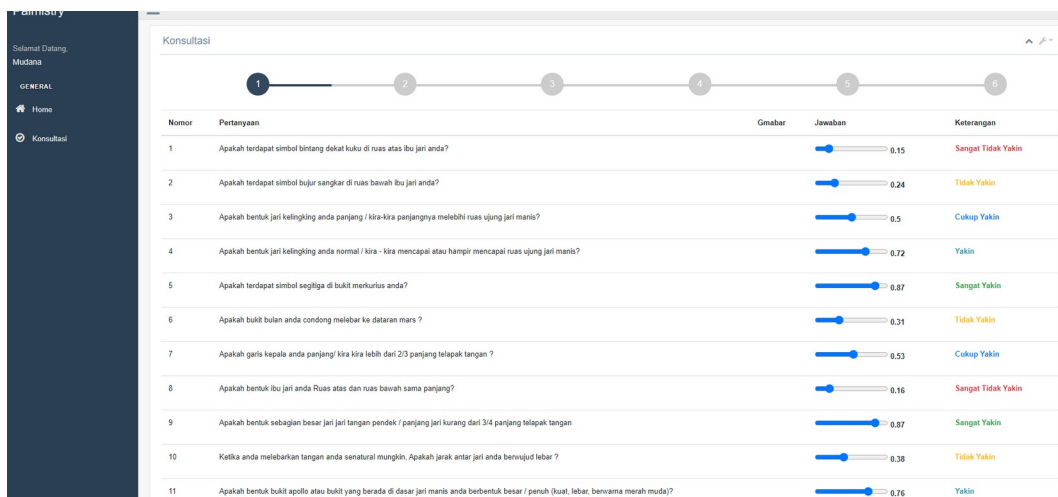 Palmistry
Selamat Datang,
Mudana
GENERAL
Home
Konsultasi
Konsultasi
1 2 3 4 5 6
Nomor Pertanyaan Gmabar Jawaban Keterangan
1 Apakah terdapat simbol bintang dekat kuku di ruas atas ibu jari anda? 0.15 Sangat Tidak Yakin
2 Apakah terdapat simbol bujur sangkar di ruas bawah ibu jari anda? 0.24 Tidak Yakin
3 Apakah bentuk jari kelingking anda panjang / kira-kira panjangnya melebihi ruas ujung jari manis? 0.5 Cukup Yakin
4 Apakah bentuk jari kelingking anda normal / kira - kira mencapai atau hampir mencapai ruas ujung jari manis? 0.72 Yakin
5 Apakah terdapat simbol segitiga di bukit merkurius anda? 0.87 Sangat Yakin
6 Apakah bukit bulan anda condong melebar ke dataran mars ? 0.31 Tidak Yakin
7 Apakah garis kepala anda panjang/ kira kira lebih dari 2/3 panjang telapak tangan ? 0.53 Cukup Yakin
8 Apakah bentuk ibu jari anda Ruas atas dan ruas bawah sama panjang? 0.16 Sangat Tidak Yakin
9 Apakah bentuk sebagian besar jari jari tangan pendek / panjang jari kurang dari 3/4 panjang telapak tangan 0.87 Sangat Yakin
10 Ketika anda melebarkan tangan anda senatural mungkin, Apakah jarak antar jari anda berwujud lebar ? 0.38 Tidak Yakin
11 Apakah bentuk bukit apollo atau bukit yang berada di dasar jari manis anda berbentuk besar / penuh (kuat, lebar, berwarna merah muda)? 0.76 Yakin